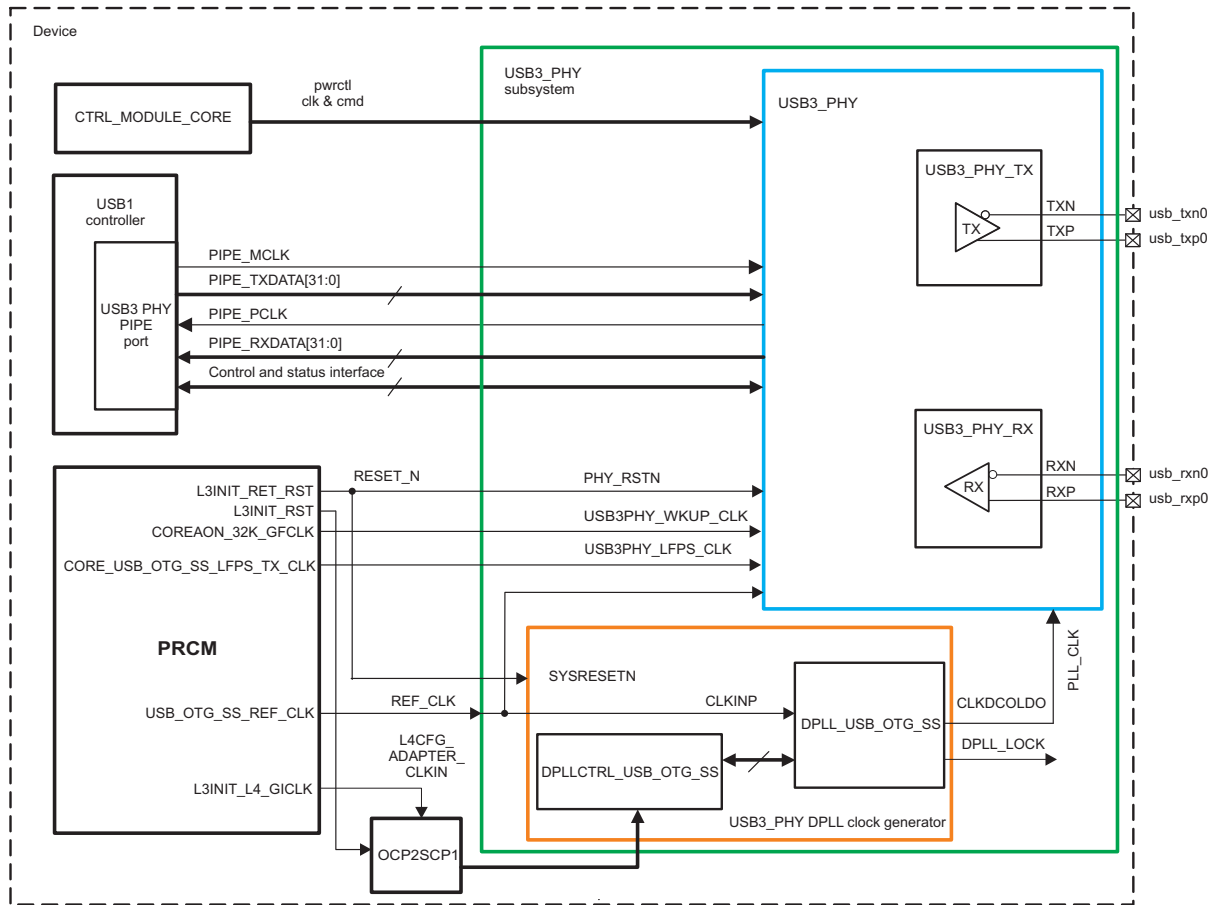 Device
USB3_PHY
subsystem
pwrctl
clk & cmd
USB3_PHY
CTRL_MODULE_CORE
USB3_PHY_TX
USB1
controller
TXN
usb_txn0
TX
TXP
usb_txp0
PIPE_MCLK
PIPE_TXDATA[31:0]
USB3 PHY
PIPE
port
PIPE_PCLK
PIPE_RXDATA[31:0]
Control and status interface
USB3_PHY_RX
RXN
usb_rxn0
RX
RXP
usb_rxp0
RESET_N
PHY_RSTN
L3INIT_RET_RST
L3INIT_RST
USB3PHY_WKUP_CLK
COREAON_32K_GFCLK
USB3PHY_LFPS_CLK
CORE_USB_OTG_SS_LFPS_TX_CLK
PRCM
PLL_CLK
SYSRESETN
REF_CLK
CLKINP
CLKDCOLDO
USB_OTG_SS_REF_CLK
DPLL_USB_OTG_SS
DPLL_LOCK
L4CFG_
ADAPTER_
CLKIN
DPLLCTRL_USB_OTG_SS
L3INIT_L4_GICLK
USB3_PHY DPLL clock generator
OCP2SCP1